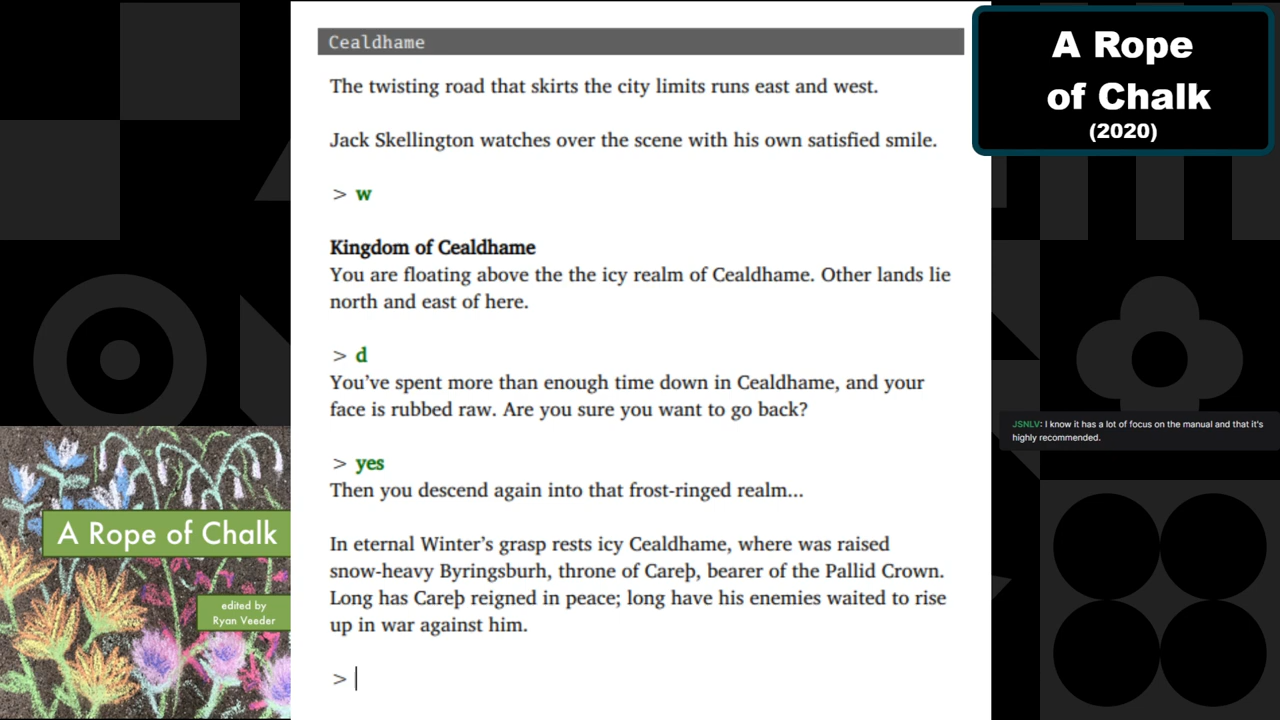 Cealdhame
The twisting road that skirts the city limits runs east and west.
Jack Skellington watches over the scene with his own satisfied smile.
> w
Kingdom of Cealdhame
You are floating above the the icy realm of Cealdhame. Other lands lie
north and east of here.
> d
You’ve spent more than enough time down in Cealdhame, and your
face is rubbed raw. Are you sure you want to go back?
> yes
Then you descend again into that frost-ringed realm...
In eternal Winter’s grasp rests icy Cealdhame, where was raised
snow-heavy Byringsburh, throne of Careþ, bearer of the Pallid Crown.
Long has Careþ reigned in peace; long have his enemies waited to rise
up in war against him.
>
A Rope
of Chalk
(2020)
JSNLV: I know it has a lot of focus on the manual and that it's
highly recommended.
A Rope of Chalk
edited by
Ryan Veeder